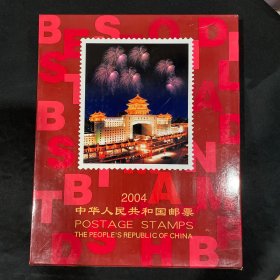 2004
中华人民共和国邮票
POSTAGE STAMPS
THE PEOPLE'S REPUBLIC OF CHINA